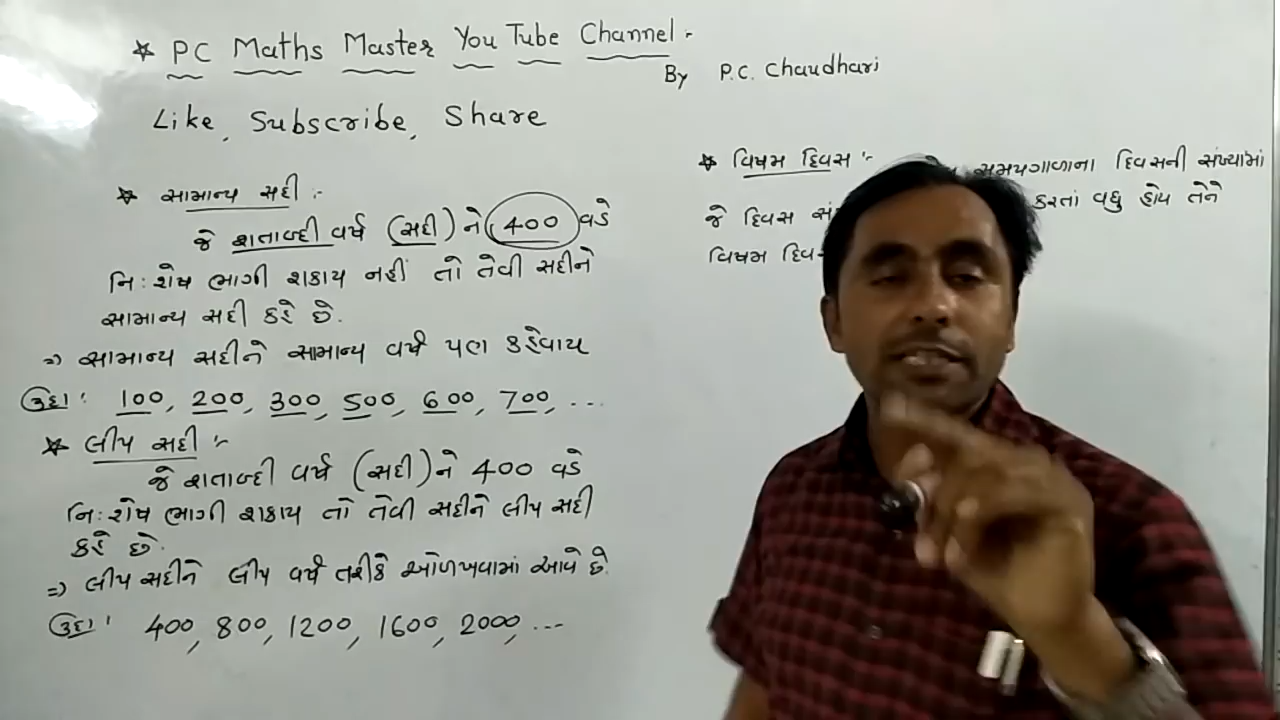 ★ PC Maths Master You Tube Channel.
By P.C. Chaudhari
Like, Subscribe, Share
★ સામાન્ય સદી :-
જે શતાબ્દી વર્ષ (સદી) ને 400 વડે
નિ:શેષ ભાગી શકાય નહીં તો તેવી સદીને
સામાન્ય સદી કહે છે.
=> સામાન્ય સદીને સામાન્ય વર્ષ પણ કહેવાય
ઉદા: 100, 200, 300, 500, 600, 700, ...
★ લીપ સદી :-
જે શતાબ્દી વર્ષ (સદી) ને 400 વડે
નિ:શેષ ભાગી શકાય તો તેવી સદીને લીપ સદી
કહે છે.
=> લીપ સદીને લીપ વર્ષ તરીકે ઓળખવામાં આવે છે.
ઉદા: 400, 800, 1200, 1600, 2000, ...
★ વિષમ દિવસ :- સમયગાળાના દિવસની સંખ્યામાં
જે દિવસ કરતાં વધુ હોય તેને
વિષમ